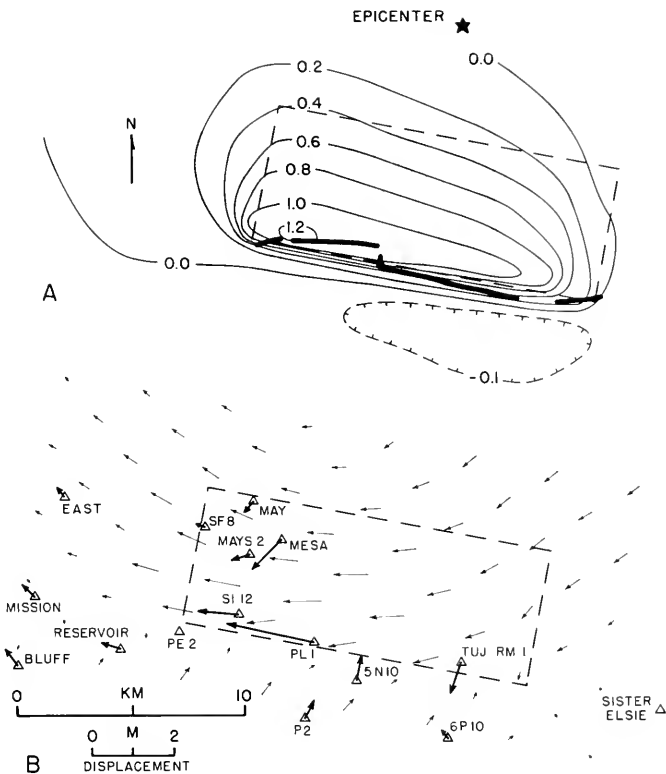 EPICENTER
0.0
0.2
N
0.4
0.6
0.8
1.0
1.2
0.0
A
-0.1
EAST
MAY
SF8
MAYS 2
MESA
MISSION
SI 12
RESERVOIR
PE 2
PL 1
TUJ RM 1
BLUFF
5N10
0 KM 10
SISTER
ELSIE
P2
6P10
0 M 2
B
DISPLACEMENT